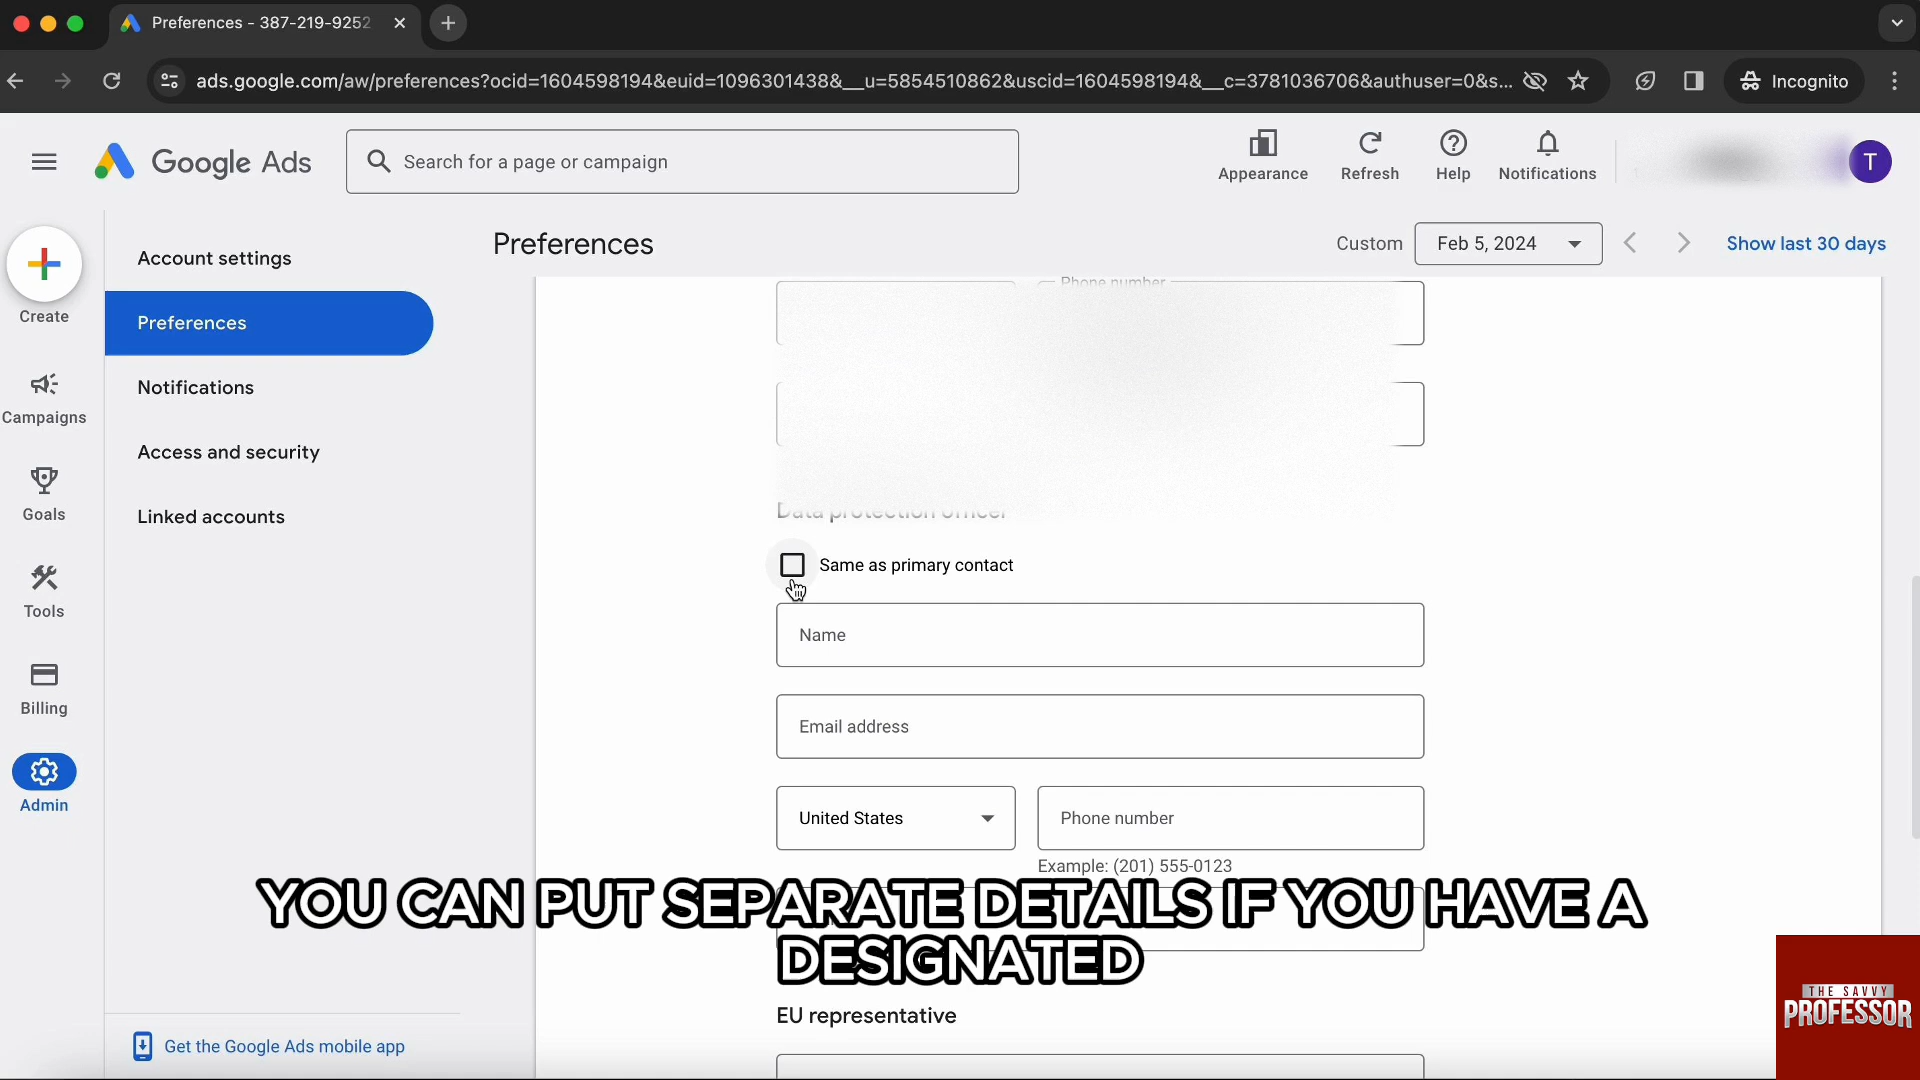 Preferences - 387-219-9252
ads.google.com/aw/preferences?ocid=1604598194&euid=1096301438&__u=5854510862&uscid=1604598194&__c=3781036706&authuser=0&s...
Incognito
Google Ads
Search for a page or campaign
Appearance
Refresh
Help
Notifications
T
Create
Campaigns
Goals
Tools
Billing
Admin
Account settings
Preferences
Notifications
Access and security
Linked accounts
Get the Google Ads mobile app
Preferences
Custom
Feb 5, 2024
Show last 30 days
Phone number
Data protection officer
Same as primary contact
Name
Email address
United States
Phone number
Example: (201) 555-0123
YOU CAN PUT SEPARATE DETAILS IF YOU HAVE A
DESIGNATED
EU representative
THE SAVVY
PROFESSOR